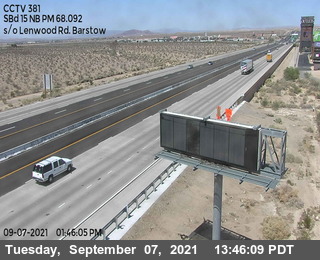 CCTV 381
SBd 15 NB PM 68.092
s/o Lenwood Rd. Barstow
09-07-2021 01:46:05 PM
Tuesday, September 07, 2021 13:46:09 PDT